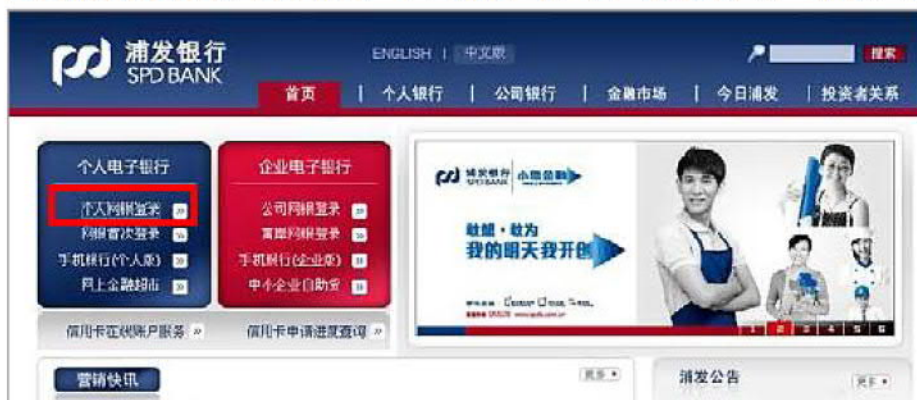 浦发银行
SPD BANK
ENGLISH | 中文版
搜索
首页 | 个人银行 | 公司银行 | 金融市场 | 今日浦发 | 投资者关系
个人电子银行
个人网银登录 »
网银首次登录 »
手机银行(个人版) »
网上金融超市 »
企业电子银行
公司网银登录 »
离岸网银登录 »
手机银行(企业版) »
中小企业自助贷 »
浦发银行
SPD BANK
小微金融
敢想·敢为
我的明天我开创
1 2 3 4 5 6
信用卡在线账户服务 »
信用卡申请进度查询 »
营销快讯
更多
浦发公告
更多